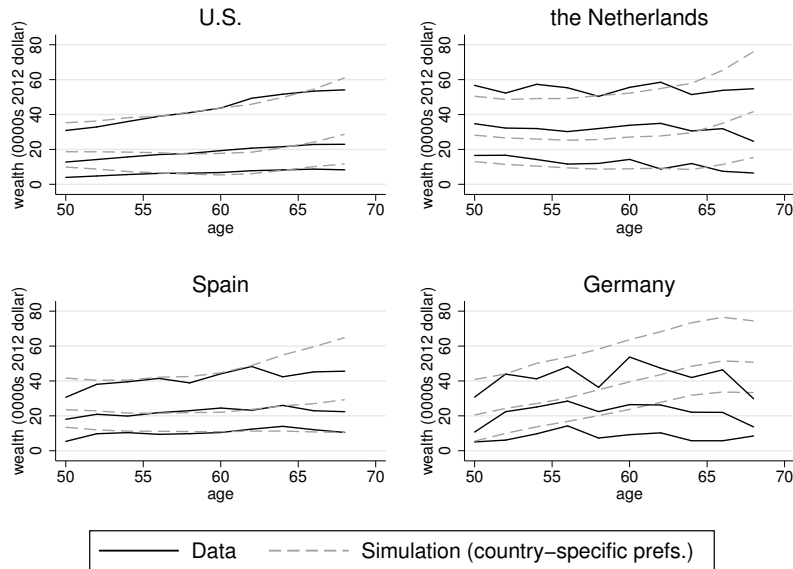 U.S.
wealth (0000s 2012 dollar)
80
60
40
20
0
50 55 60 65 70
age
the Netherlands
wealth (0000s 2012 dollar)
80
60
40
20
0
50 55 60 65 70
age
Spain
wealth (0000s 2012 dollar)
80
60
40
20
0
50 55 60 65 70
age
Germany
wealth (0000s 2012 dollar)
80
60
40
20
0
50 55 60 65 70
age
Data Simulation (country−specific prefs.)